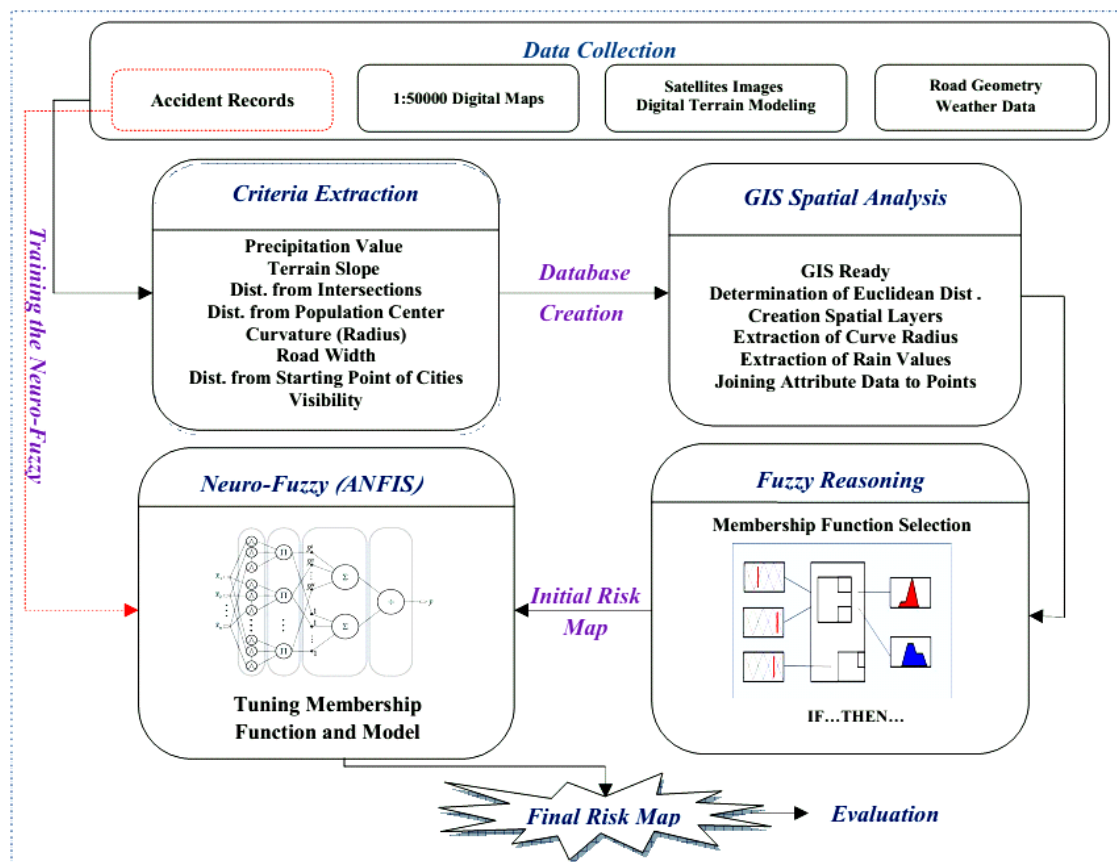 Data Collection
Accident Records
1:50000 Digital Maps
Satellites Images
Digital Terrain Modeling
Road Geometry
Weather Data
Training the Neuro-Fuzzy
Criteria Extraction
Precipitation Value
Terrain Slope
Dist. from Intersections
Dist. from Population Center
Curvature (Radius)
Road Width
Dist. from Starting Point of Cities
Visibility
Database
Creation
GIS Spatial Analysis
GIS Ready
Determination of Euclidean Dist .
Creation Spatial Layers
Extraction of Curve Radius
Extraction of Rain Values
Joining Attribute Data to Points
Fuzzy Reasoning
Membership Function Selection
IF…THEN…
Initial Risk
Map
Neuro-Fuzzy (ANFIS)
Tuning Membership
Function and Model
Final Risk Map
Evaluation